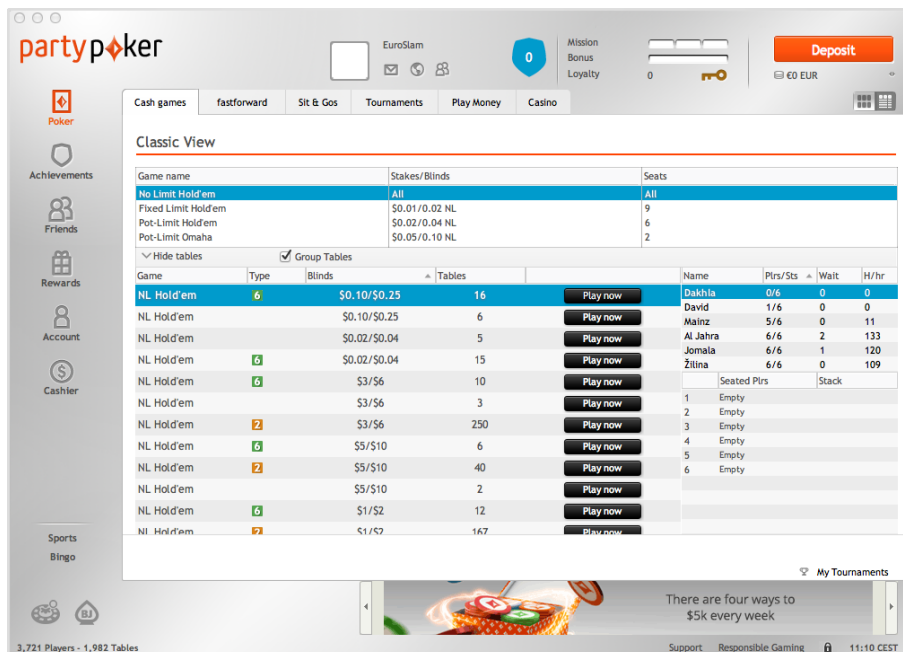 partypoker
EuroSlam
0
Mission
Bonus
Loyalty 0
Deposit
€0 EUR
Poker
Achievements
Friends
Rewards
Account
Cashier
Sports
Bingo
Cash games fastforward Sit & Gos Tournaments Play Money Casino
Classic View
Game name Stakes/Blinds Seats
No Limit Hold'em All All
Fixed Limit Hold'em $0.01/0.02 NL 9
Pot-Limit Hold'em $0.02/0.04 NL 6
Pot-Limit Omaha $0.05/0.10 NL 2
Hide tables Group Tables
Game Type Blinds Tables
NL Hold'em 6 $0.10/$0.25 16 Play now
NL Hold'em $0.10/$0.25 6 Play now
NL Hold'em $0.02/$0.04 5 Play now
NL Hold'em 6 $0.02/$0.04 15 Play now
NL Hold'em 6 $3/$6 10 Play now
NL Hold'em $3/$6 3 Play now
NL Hold'em 2 $3/$6 250 Play now
NL Hold'em 6 $5/$10 6 Play now
NL Hold'em 2 $5/$10 40 Play now
NL Hold'em $5/$10 2 Play now
NL Hold'em 6 $1/$2 12 Play now
NL Hold'em 2 $1/$2 167 Play now
Name Plrs/Sts Wait H/hr
Dakhla 0/6 0 0
David 1/6 0 0
Mainz 5/6 0 11
Al Jahra 6/6 2 133
Jomala 6/6 1 120
Žilina 6/6 0 109
Seated Plrs Stack
1 Empty
2 Empty
3 Empty
4 Empty
5 Empty
6 Empty
My Tournaments
BJ
There are four ways to
$5k every week
3,721 Players - 1,982 Tables
Support Responsible Gaming 11:10 CEST